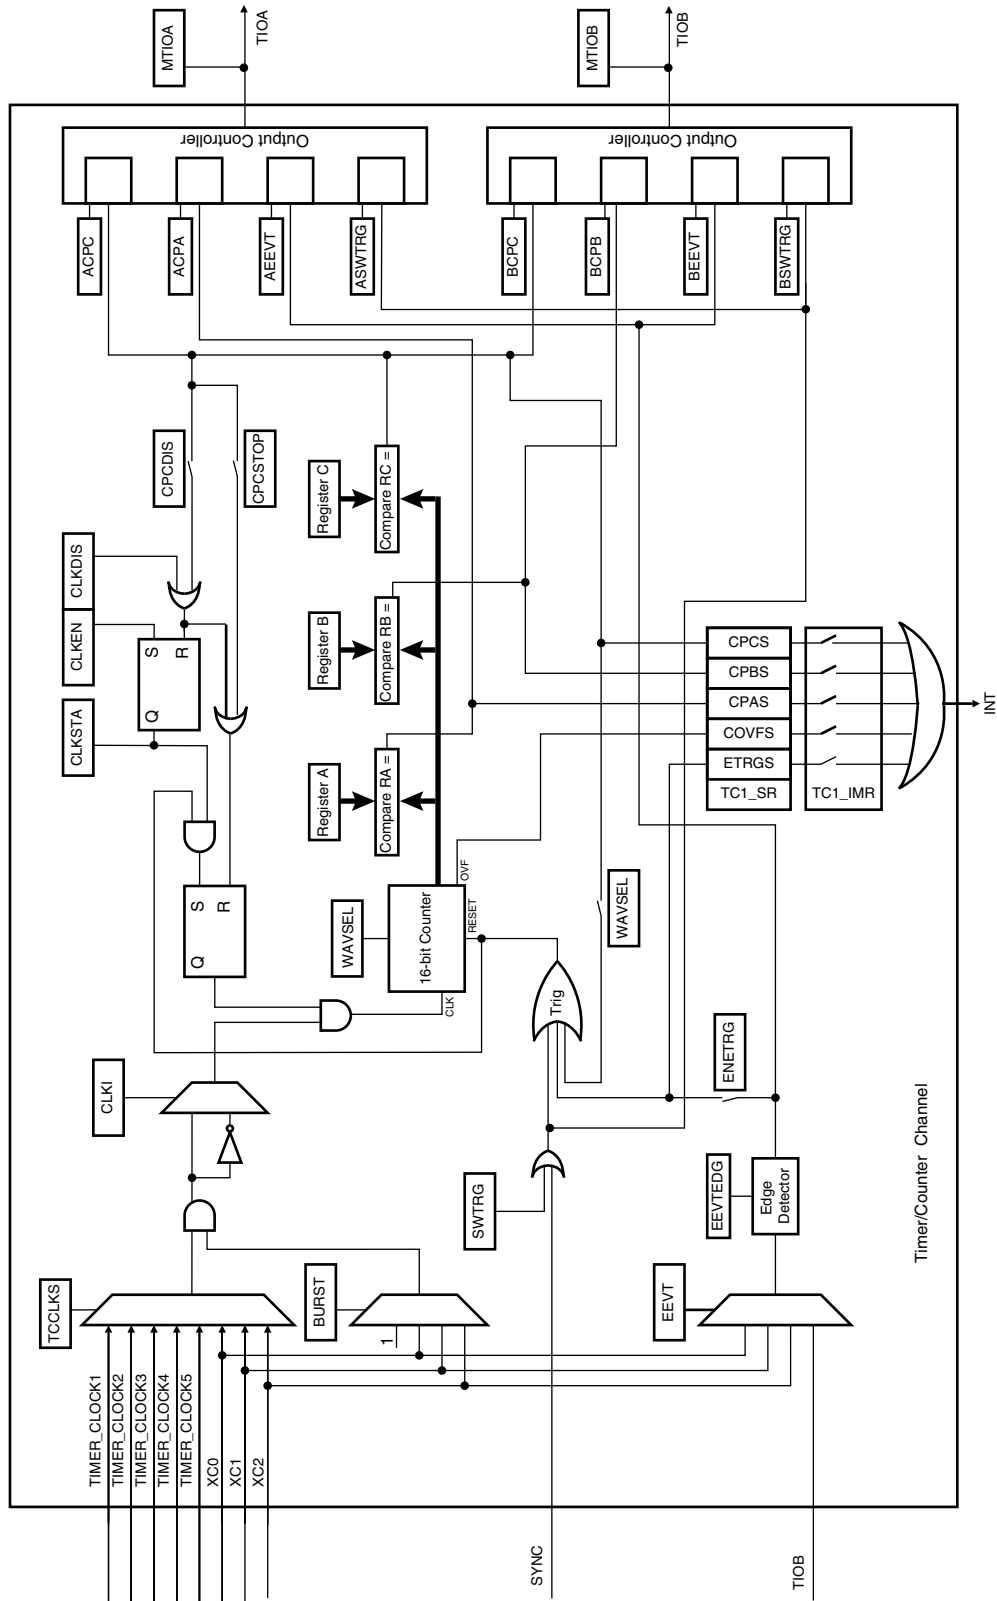 MTIOA
TIOA
MTIOB
TIOB
Output Controller
Output Controller
ACPC
ACPA
AEEVT
ASWTRG
BCPC
BCPB
BEEVT
BSWTRG
CPCDIS
CPCSTOP
CLKDIS
CLKEN
CLKSTA
S
R
Q
Register C
Compare RC =
Register B
Compare RB =
Register A
Compare RA =
CPCS
CPBS
CPAS
COVFS
ETRGS
TC1_SR
TC1_IMR
INT
S
R
Q
WAVSEL
16-bit Counter
OVF
RESET
CLK
WAVSEL
Trig
CLKI
ENETRG
SWTRG
EEVTEDG
Edge
Detector
Timer/Counter Channel
TCCLKS
BURST
1
EEVT
TIMER_CLOCK1
TIMER_CLOCK2
TIMER_CLOCK3
TIMER_CLOCK4
TIMER_CLOCK5
XC0
XC1
XC2
SYNC
TIOB